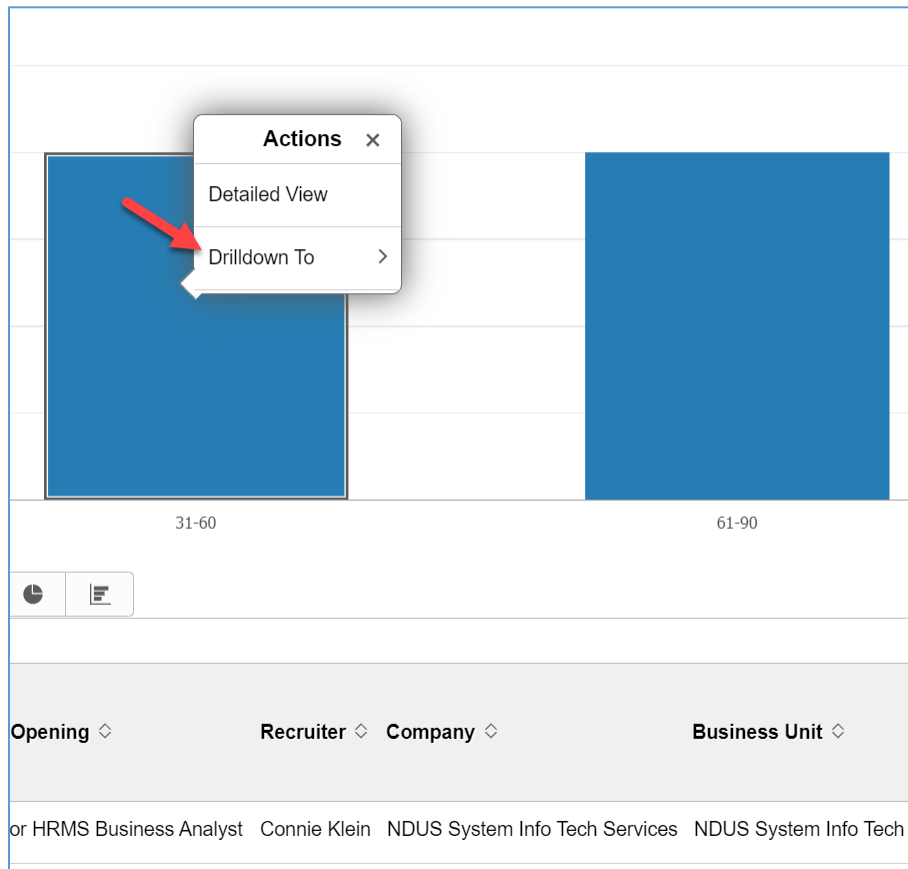 Actions ×
Detailed View
Drilldown To
31-60 61-90
Opening Recruiter Company Business Unit
or HRMS Business Analyst Connie Klein NDUS System Info Tech Services NDUS System Info Tech